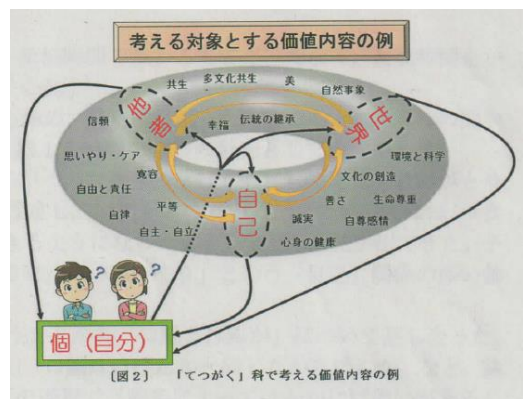 考える対象とする価値内容の例
共生
多文化共生
美
自然事象
他者
世界
信頼
幸福
伝統の継承
思いやり・ケア
環境と科学
寛容
文化の創造
自由と責任
自己
善さ
生命尊重
平等
自律
誠実
自尊感情
自主・自立
心身の健康
?
?
個(自分)
〔図2〕 「てつがく」科で考える価値内容の例